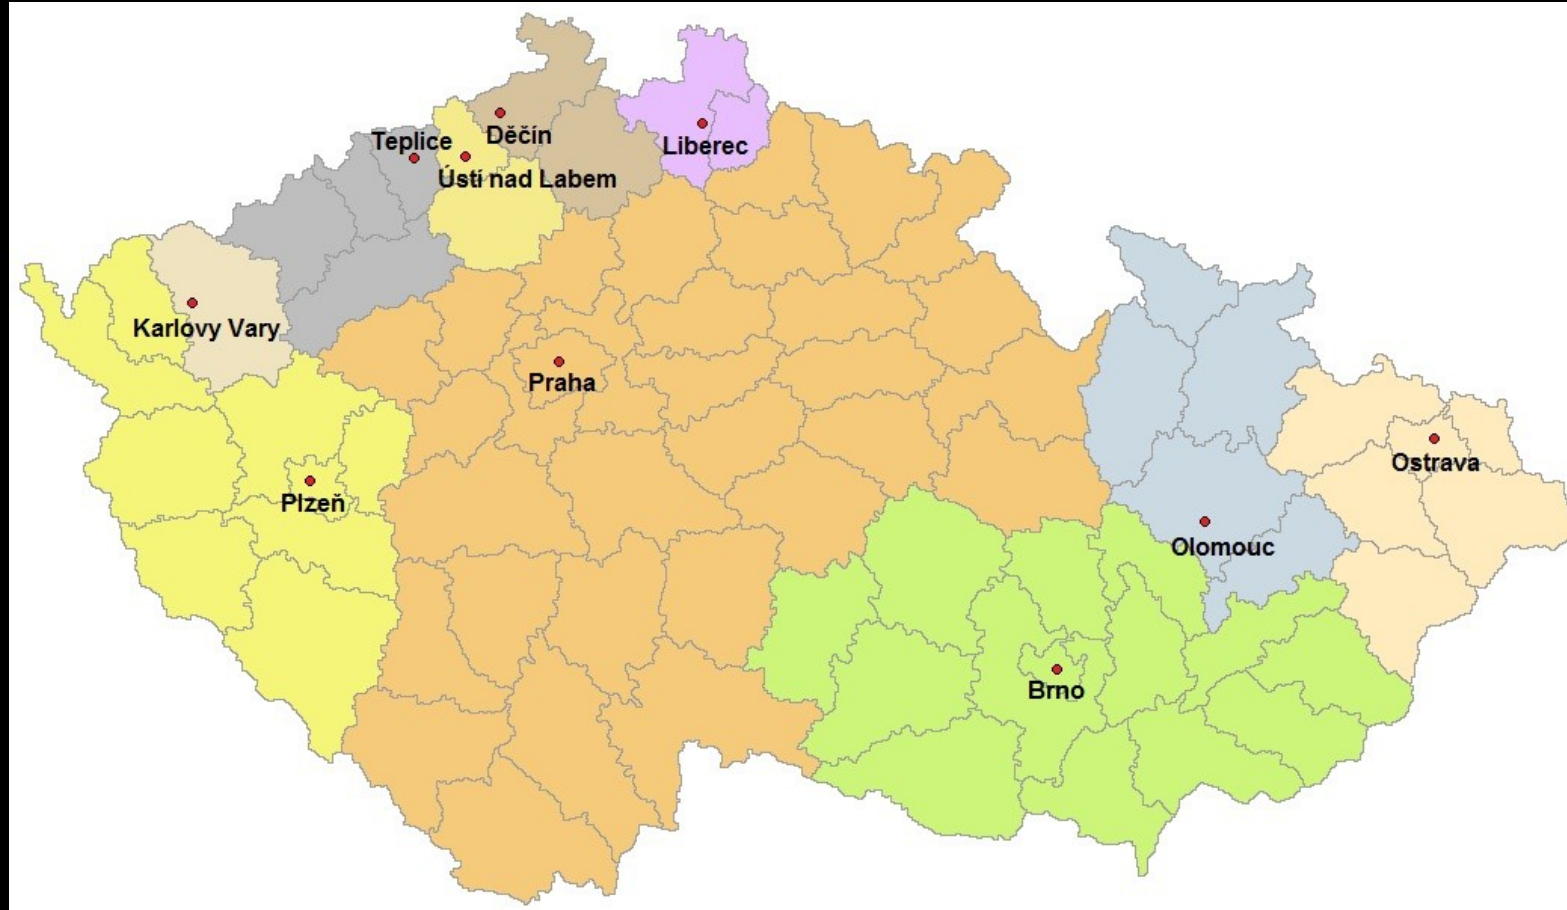 Teplice
Děčín
Liberec
Ústí nad Labem
Karlovy Vary
Praha
Ostrava
Plzeň
Olomouc
Brno